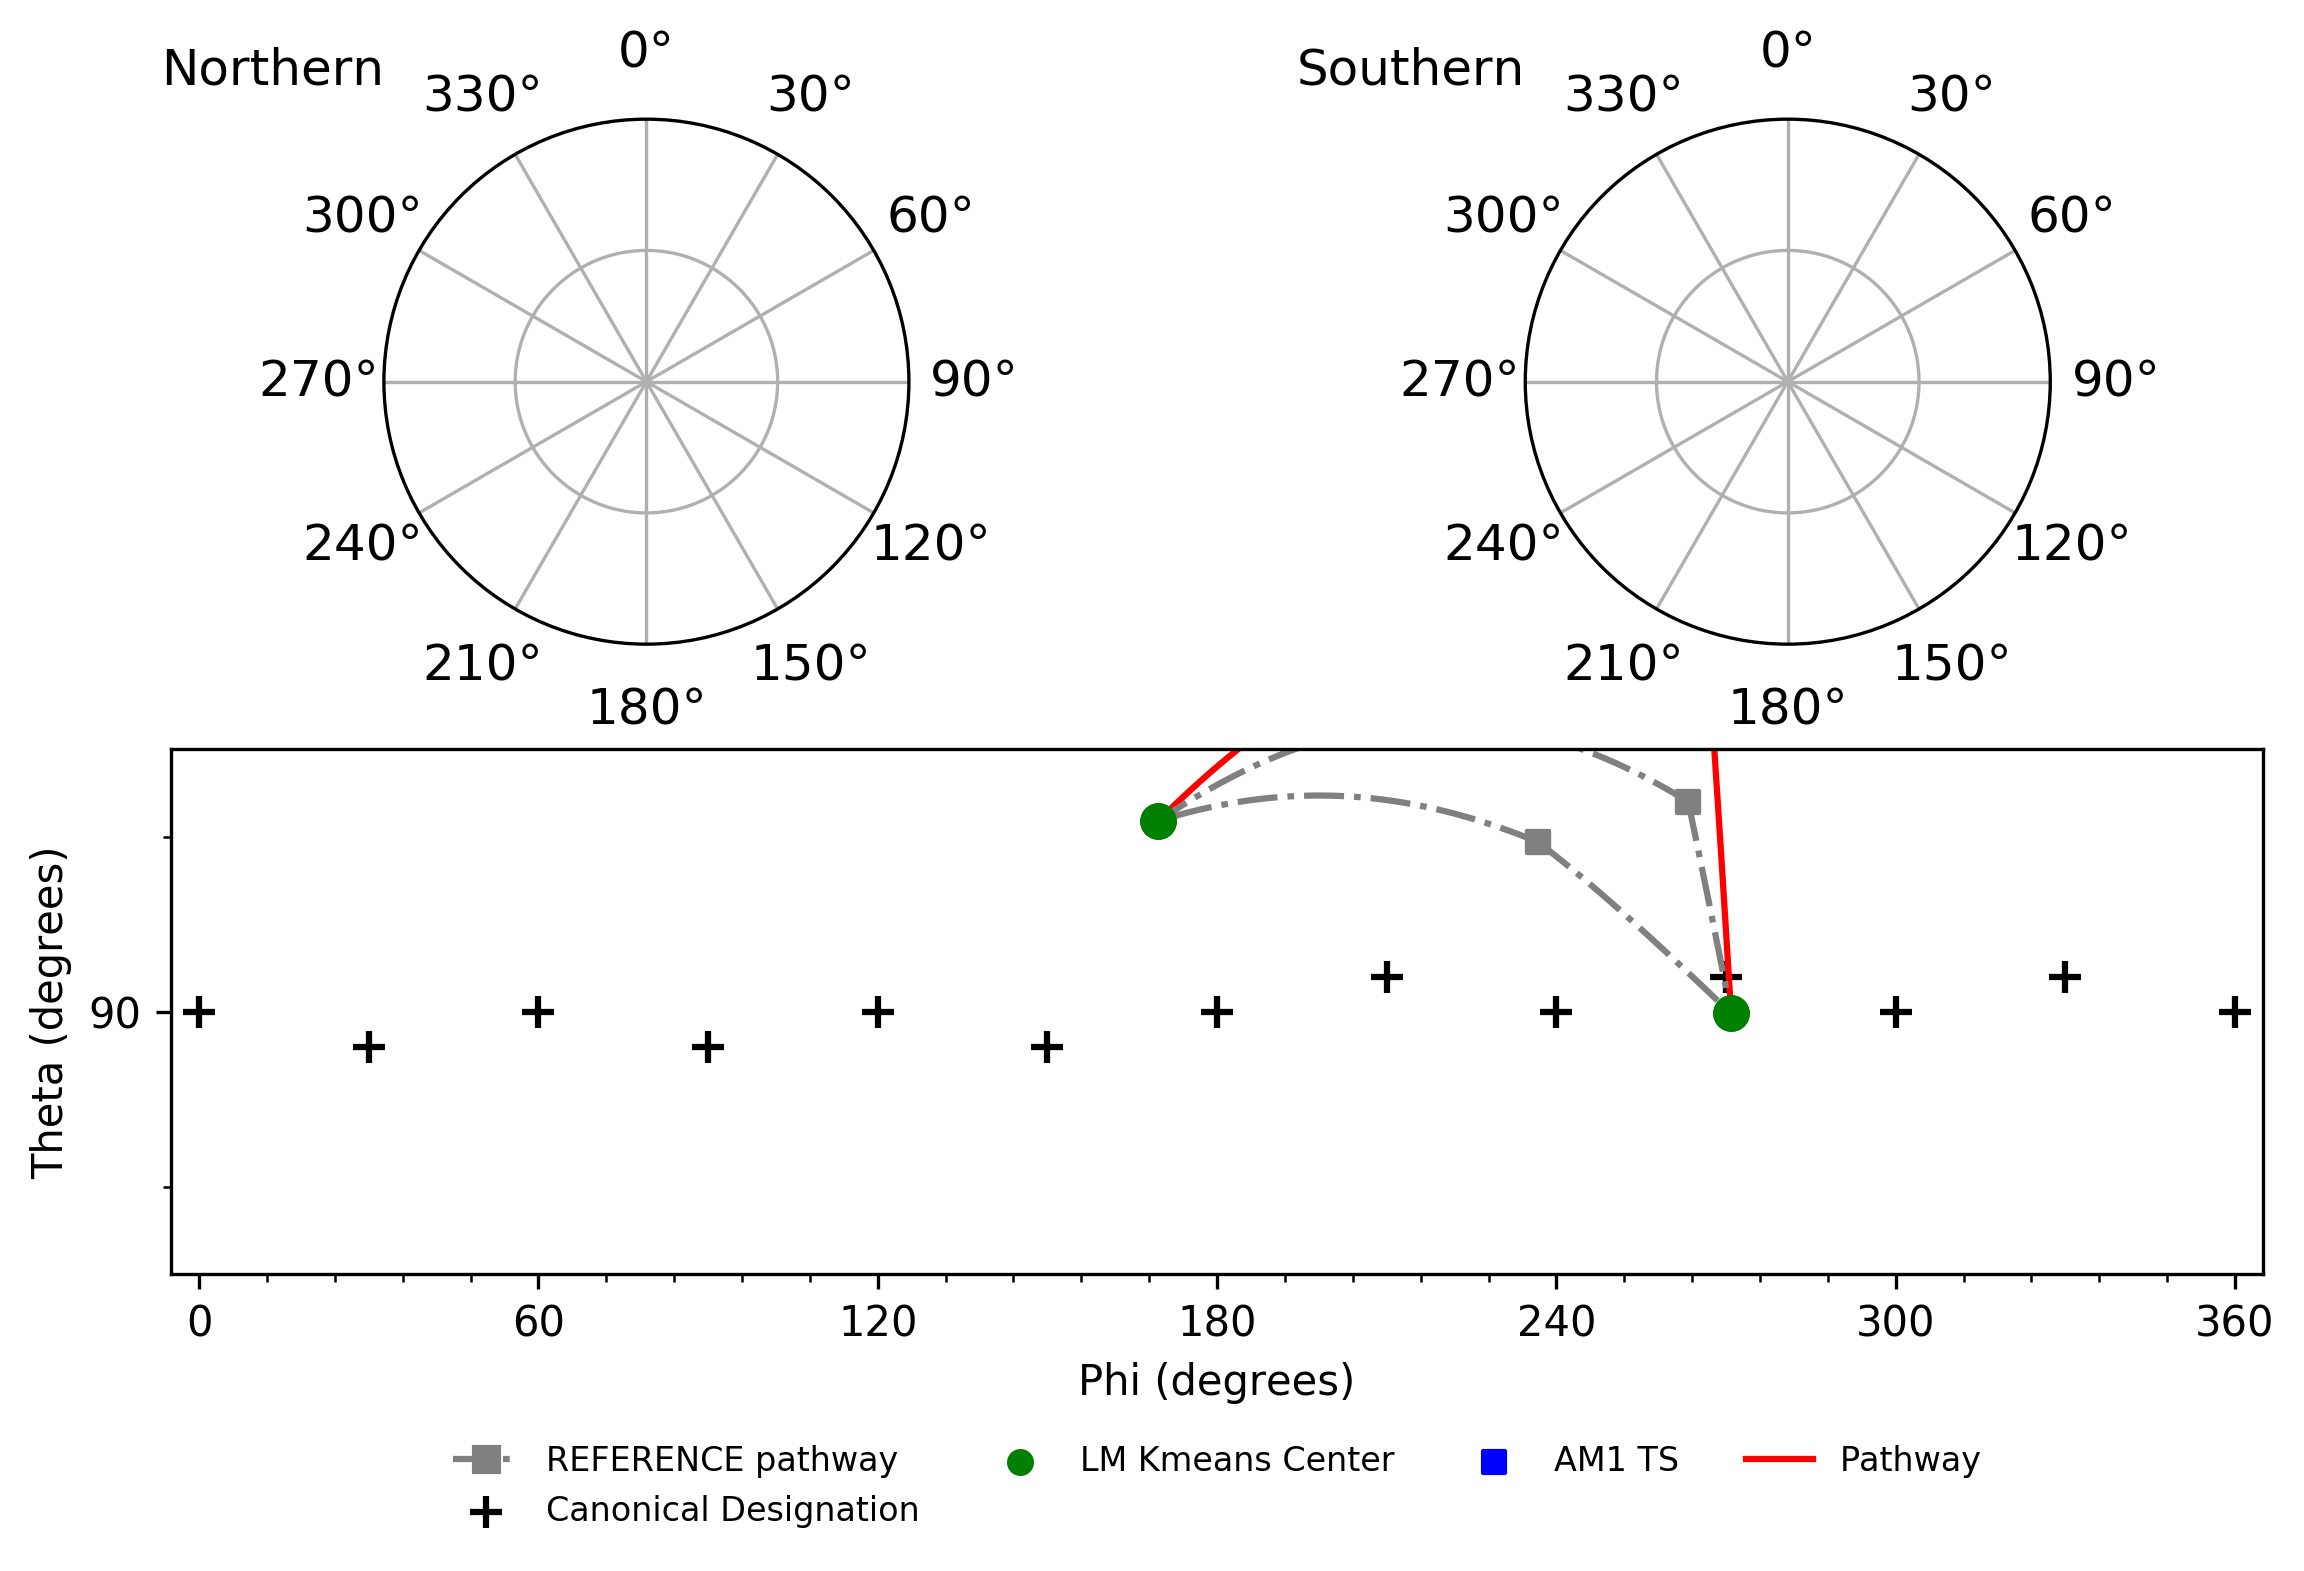 Northern
0°
330°
30°
300°
60°
270°
90°
240°
120°
210°
150°
180°
Southern
0°
330°
30°
300°
60°
270°
90°
240°
120°
210°
150°
180°
Theta (degrees)
90
0 60 120 180 240 300 360
Phi (degrees)
REFERENCE pathway
Canonical Designation
LM Kmeans Center
AM1 TS
Pathway